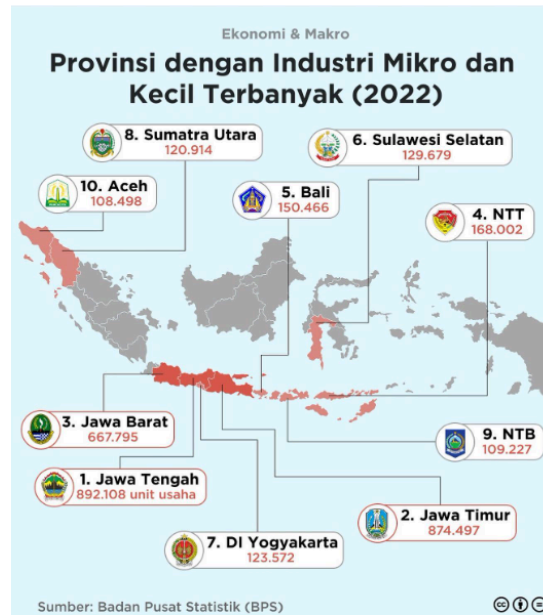 Ekonomi & Makro
Provinsi dengan Industri Mikro dan
Kecil Terbanyak (2022)
8. Sumatra Utara
120.914
6. Sulawesi Selatan
129.679
10. Aceh
108.498
5. Bali
150.466
4. NTT
168.002
3. Jawa Barat
667.795
9. NTB
109.227
1. Jawa Tengah
892.108 unit usaha
2. Jawa Timur
874.497
7. DI Yogyakarta
123.572
Sumber: Badan Pusat Statistik (BPS)